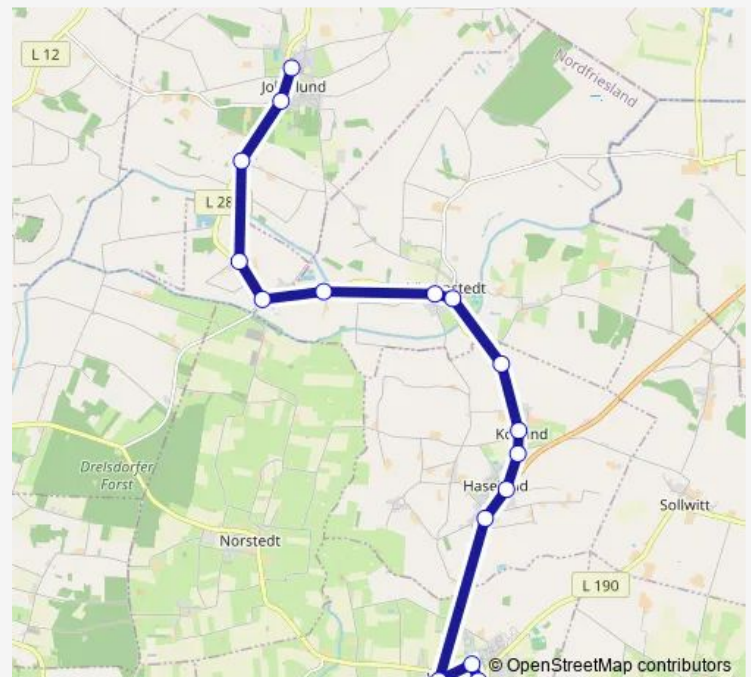 L 12
Nordfriesland
L 28
Drelsdorfer
Forst
Sollwitt
Norstedt
L 190
© OpenStreetMap contributors